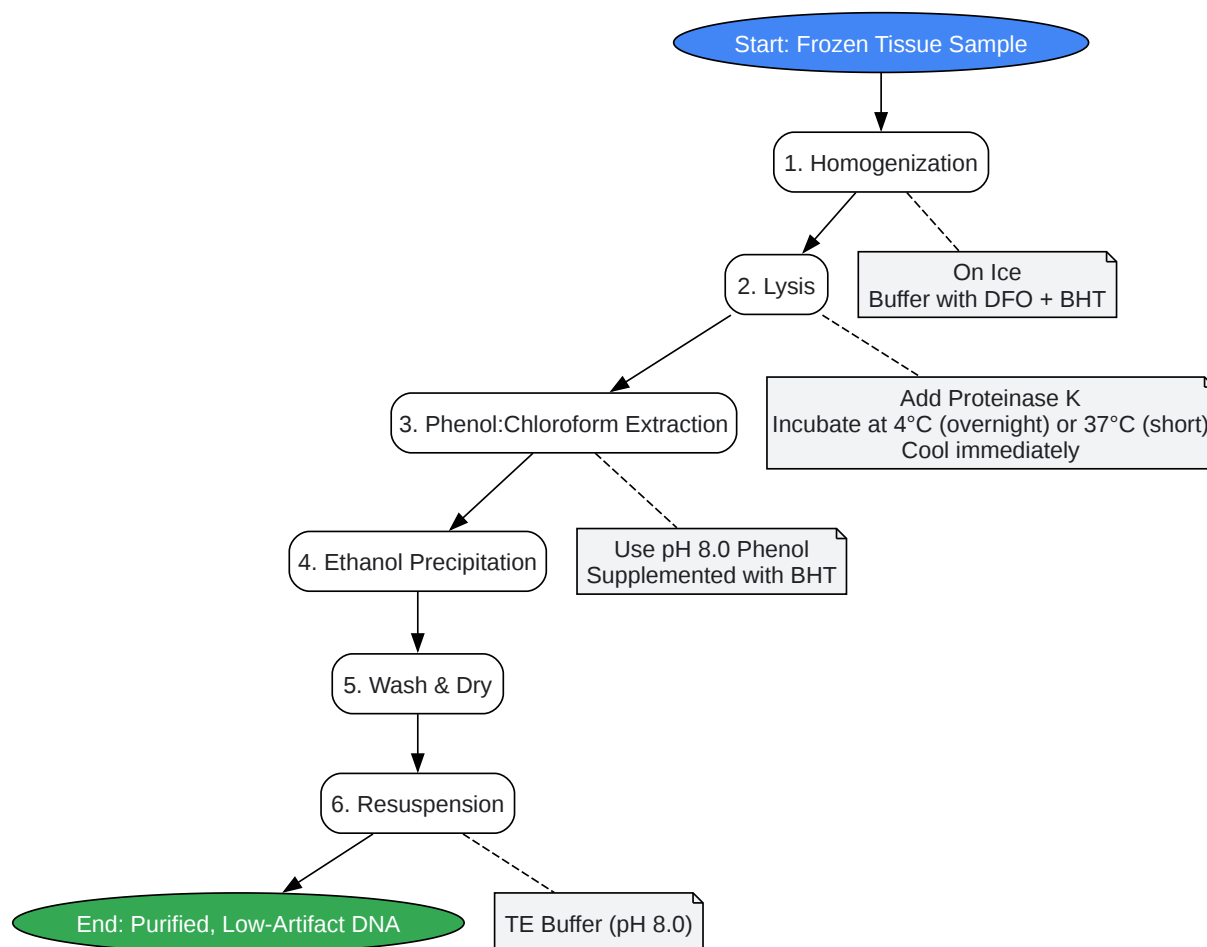 Start: Frozen Tissue Sample
1. Homogenization
On Ice
Buffer with DFO + BHT
2. Lysis
Add Proteinase K
Incubate at 4°C (overnight) or 37°C (short)
Cool immediately
3. Phenol:Chloroform Extraction
Use pH 8.0 Phenol
Supplemented with BHT
4. Ethanol Precipitation
5. Wash & Dry
6. Resuspension
End: Purified, Low-Artifact DNA
TE Buffer (pH 8.0)